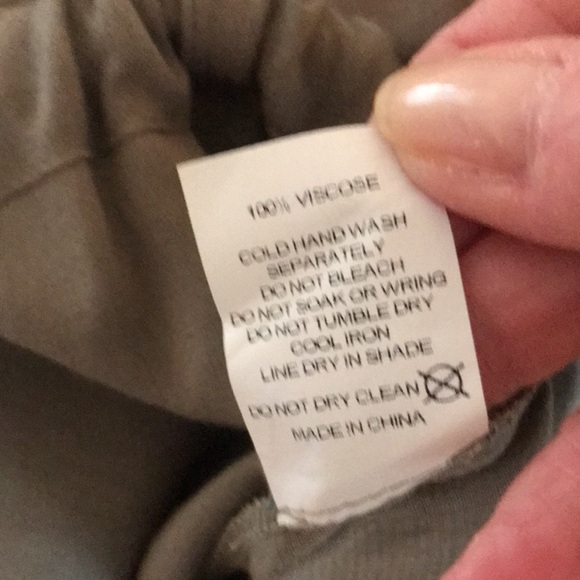 100% VISCOSE
COLD HAND WASH
SEPARATELY
DO NOT BLEACH
DO NOT SOAK OR WRING
DO NOT TUMBLE DRY
COOL IRON
LINE DRY IN SHADE
DO NOT DRY CLEAN
MADE IN CHINA